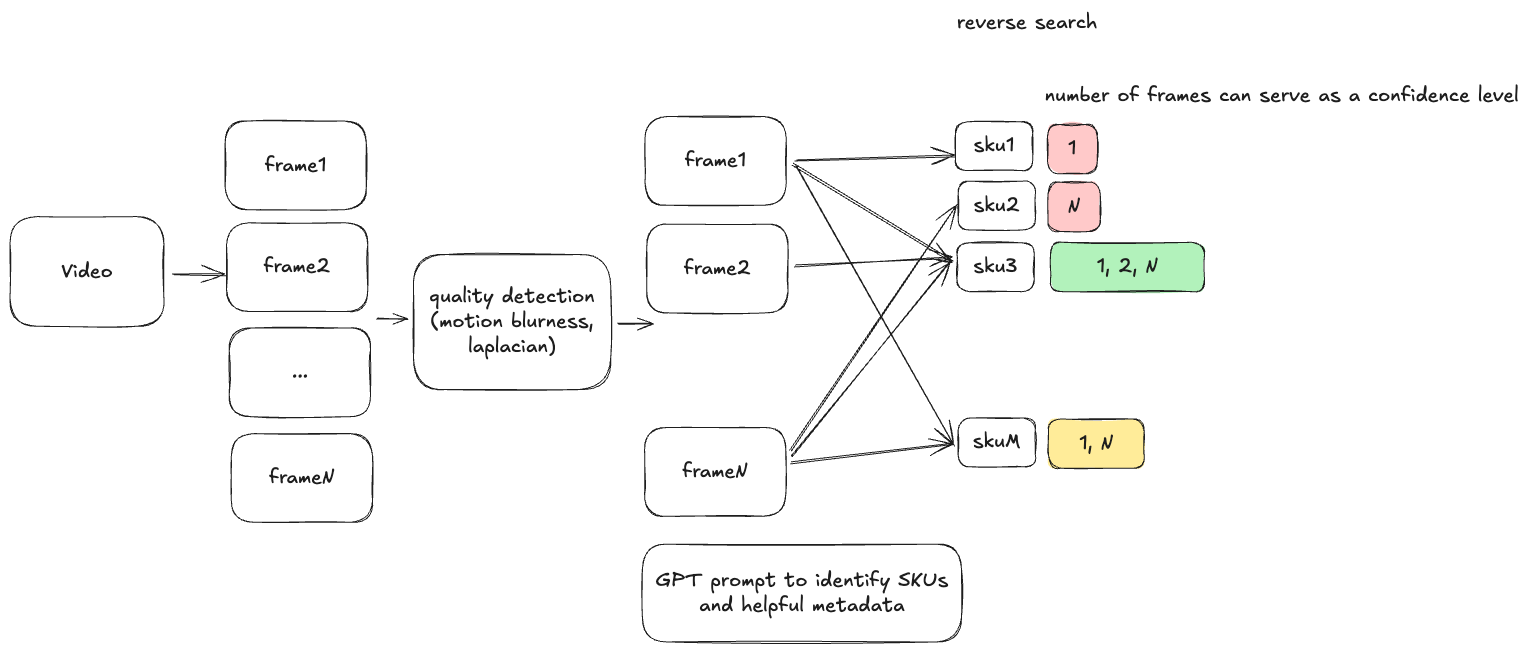 reverse search
number of frames can serve as a confidence level
Video
frame1
frame2
...
frameN
quality detection
(motion blurness,
laplacian)
frame1
frame2
frameN
sku1
1
sku2
N
sku3
1, 2, N
skuM
1, N
GPT prompt to identify SKUs
and helpful metadata